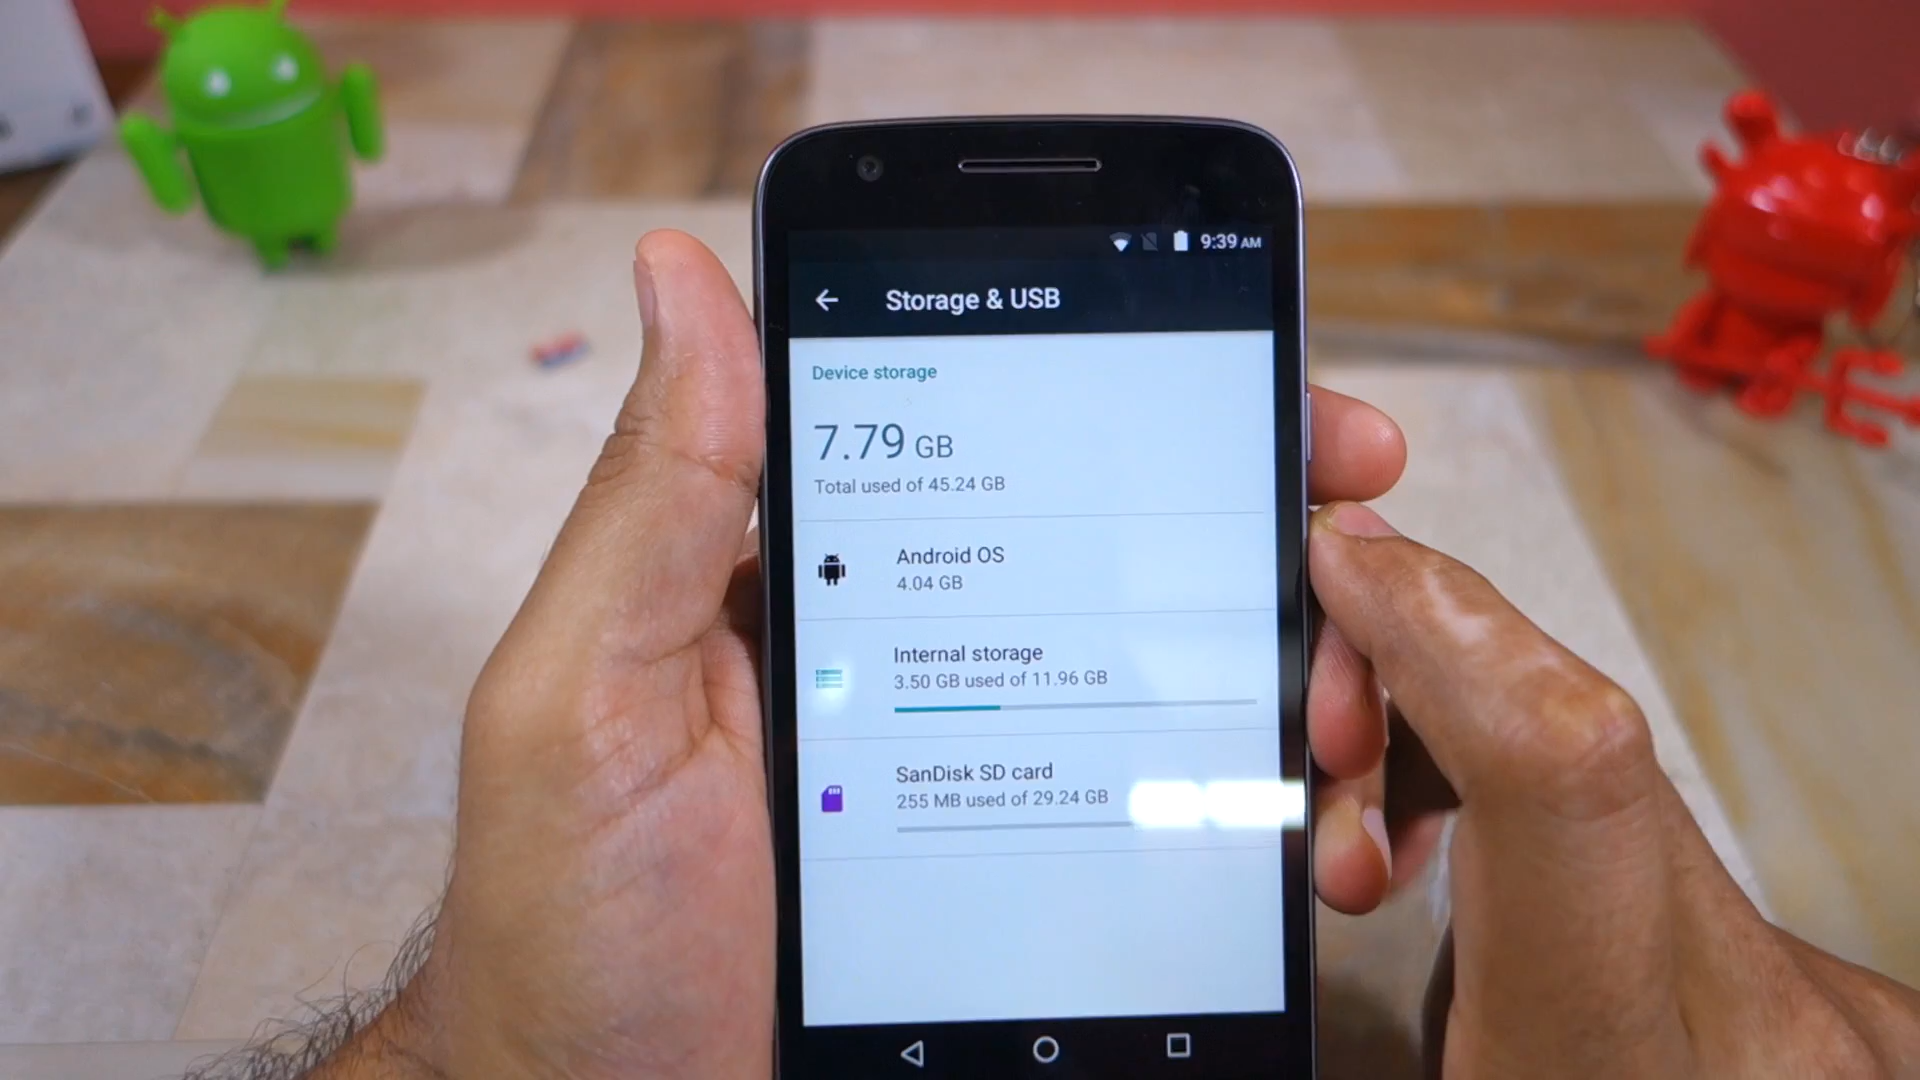 9:39 AM
Storage & USB
Device storage
7.79 GB
Total used of 45.24 GB
Android OS
4.04 GB
Internal storage
3.50 GB used of 11.96 GB
SanDisk SD card
255 MB used of 29.24 GB